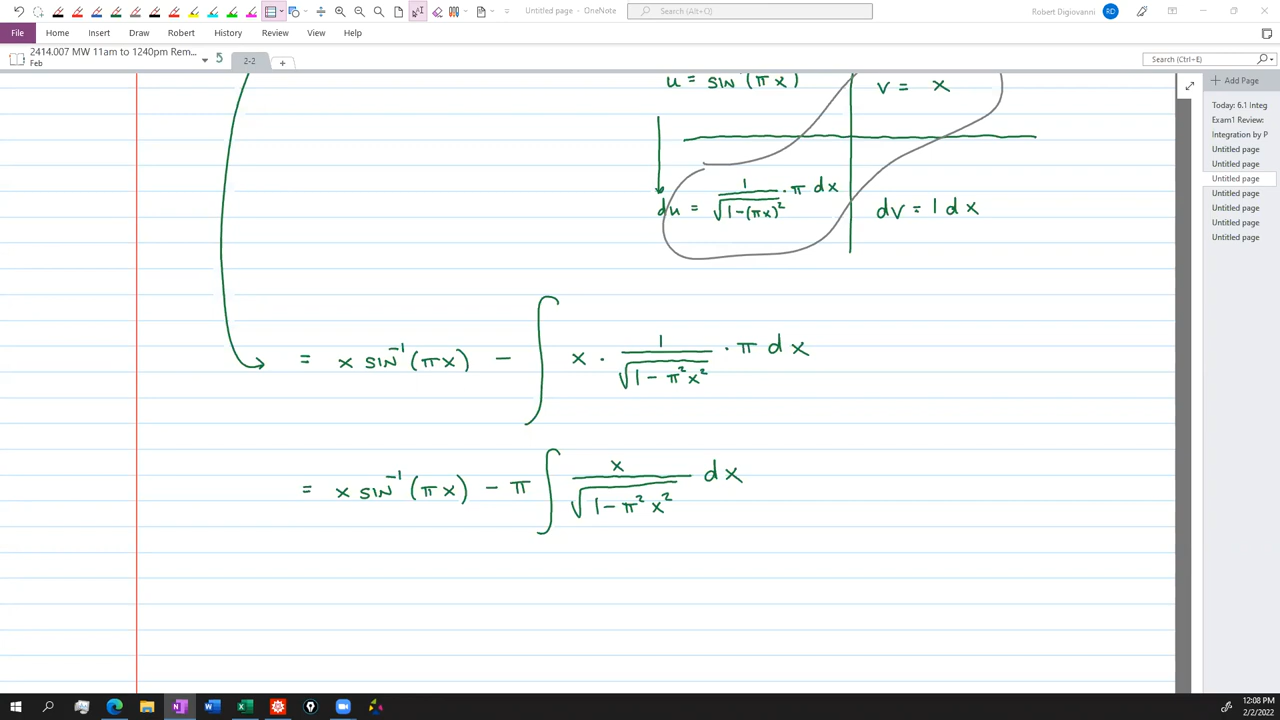 Untitled page - OneNote
Search (Alt+Q)
Robert Digiovanni RD
File Home Insert Draw Robert History Review View Help
2414.007 MW 11am to 1240pm Rem...
Feb
2-2
Search (Ctrl+E)
Add Page
Today: 6.1 Integ
Exam1 Review:
Integration by P
Untitled page
Untitled page
Untitled page
Untitled page
Untitled page
Untitled page
Untitled page
u = sin⁻¹(πx) v = x
du = 1/√(1-(πx)²) · π dx dv = 1 dx
= x sin⁻¹(πx) - ∫ x · 1/√(1-π²x²) · π dx
= x sin⁻¹(πx) - π ∫ x/√(1-π²x²) dx
12:08 PM
2/2/2022